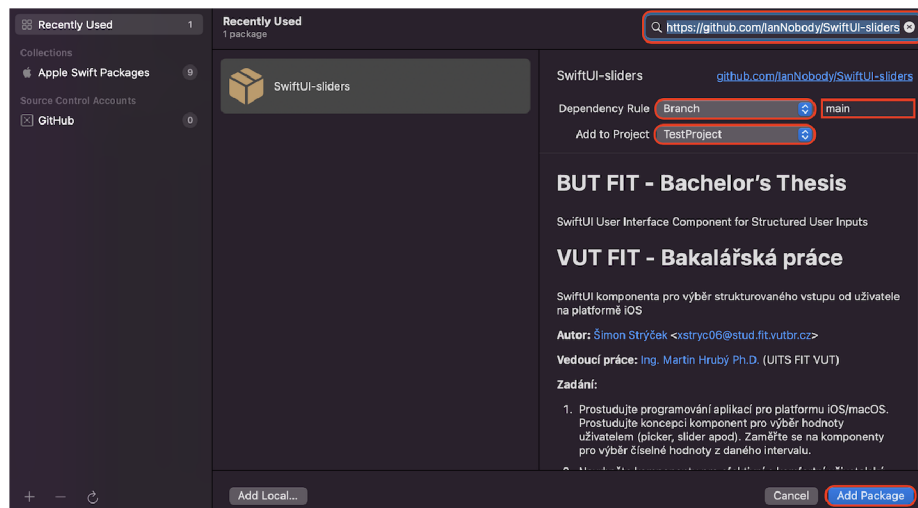 Recently Used 1
Collections
Apple Swift Packages 9
Source Control Accounts
GitHub 0
Recently Used
1 package
https://github.com/IanNobody/SwiftUI-sliders
SwiftUI-sliders
SwiftUI-sliders github.com/IanNobody/SwiftUI-sliders
Dependency Rule Branch main
Add to Project TestProject
BUT FIT - Bachelor's Thesis
SwiftUI User Interface Component for Structured User Inputs
VUT FIT - Bakalářská práce
SwiftUI komponenta pro výběr strukturovaného vstupu od uživatele
na platformě iOS
Autor: Šimon Strýček <xstryc06@stud.fit.vutbr.cz>
Vedoucí práce: Ing. Martin Hrubý Ph.D. (UITS FIT VUT)
Zadání:
1. Prostudujte programování aplikací pro platformu iOS/macOS.
Prostudujte koncepci komponent pro výběr hodnoty
uživatelem (picker, slider apod). Zaměřte se na komponenty
pro výběr číselné hodnoty z daného intervalu.
Add Local...
Cancel
Add Package